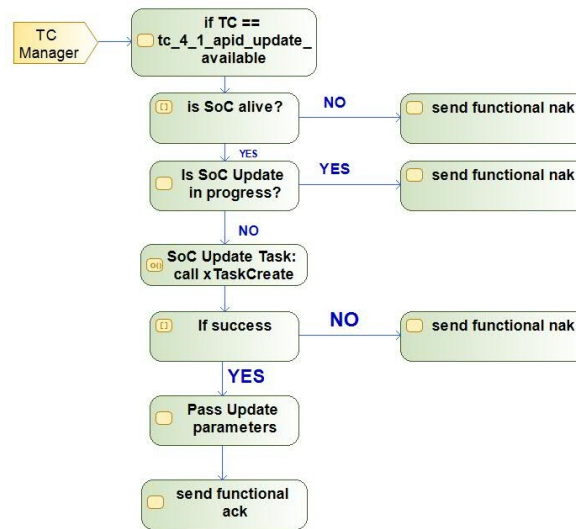 TC
Manager
if TC ==
tc_4_1_apid_update_
available
is SoC alive?
NO
send functional nak
YES
Is SoC Update
in progress?
YES
send functional nak
NO
SoC Update Task:
call xTaskCreate
If success
NO
send functional nak
YES
Pass Update
parameters
send functional
ack